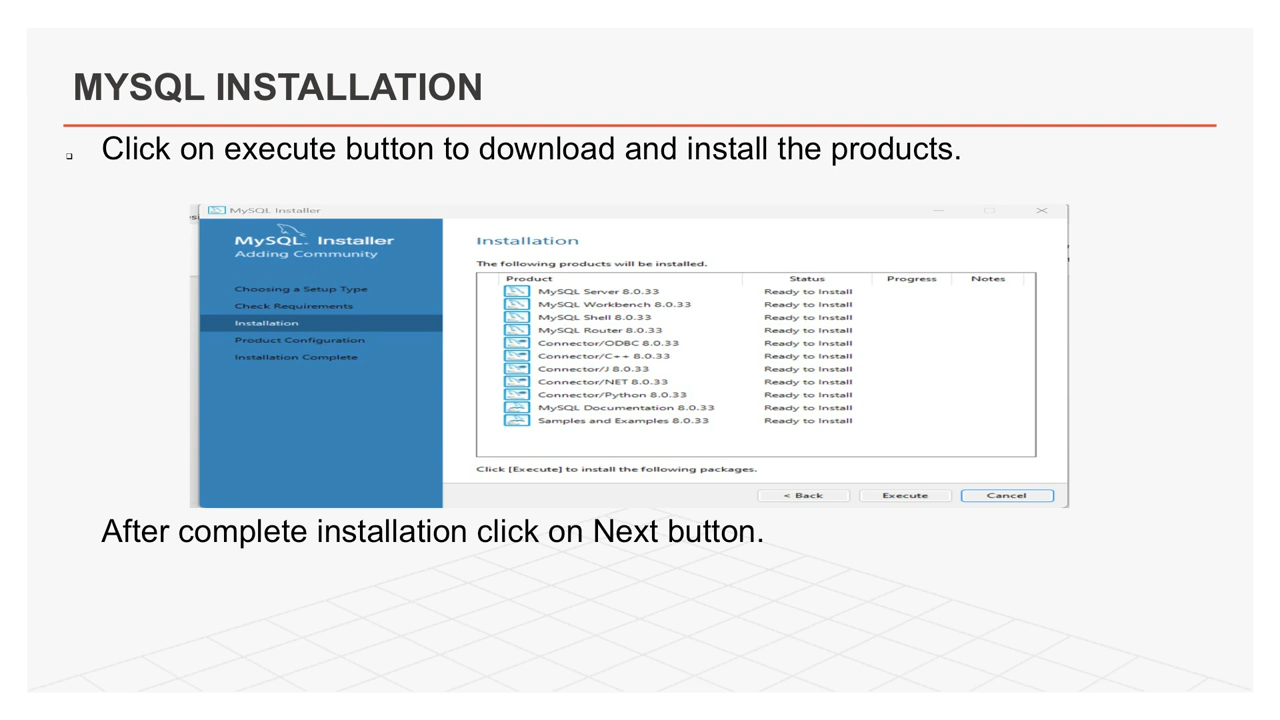 MYSQL INSTALLATION
Click on execute button to download and install the products.
MySQL Installer
MySQL. Installer
Adding Community
Choosing a Setup Type
Check Requirements
Installation
Product Configuration
Installation Complete
Installation
The following products will be installed.
Product Status Progress Notes
MySQL Server 8.0.33 Ready to Install
MySQL Workbench 8.0.33 Ready to Install
MySQL Shell 8.0.33 Ready to Install
MySQL Router 8.0.33 Ready to Install
Connector/ODBC 8.0.33 Ready to Install
Connector/C++ 8.0.33 Ready to Install
Connector/J 8.0.33 Ready to Install
Connector/NET 8.0.33 Ready to Install
Connector/Python 8.0.33 Ready to Install
MySQL Documentation 8.0.33 Ready to Install
Samples and Examples 8.0.33 Ready to Install
Click [Execute] to install the following packages.
< Back Execute Cancel
After complete installation click on Next button.